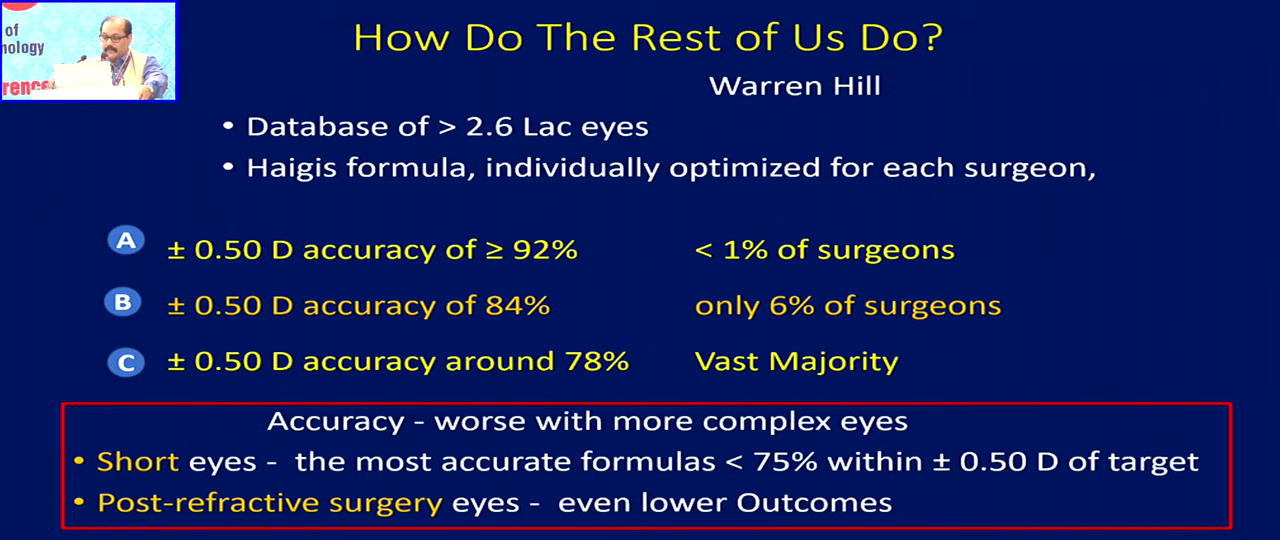 of
nology
rence
How Do The Rest of Us Do?
Warren Hill
• Database of > 2.6 Lac eyes
• Haigis formula, individually optimized for each surgeon,
A ± 0.50 D accuracy of ≥ 92% < 1% of surgeons
B ± 0.50 D accuracy of 84% only 6% of surgeons
C ± 0.50 D accuracy around 78% Vast Majority
Accuracy - worse with more complex eyes
• Short eyes - the most accurate formulas < 75% within ± 0.50 D of target
• Post-refractive surgery eyes - even lower Outcomes